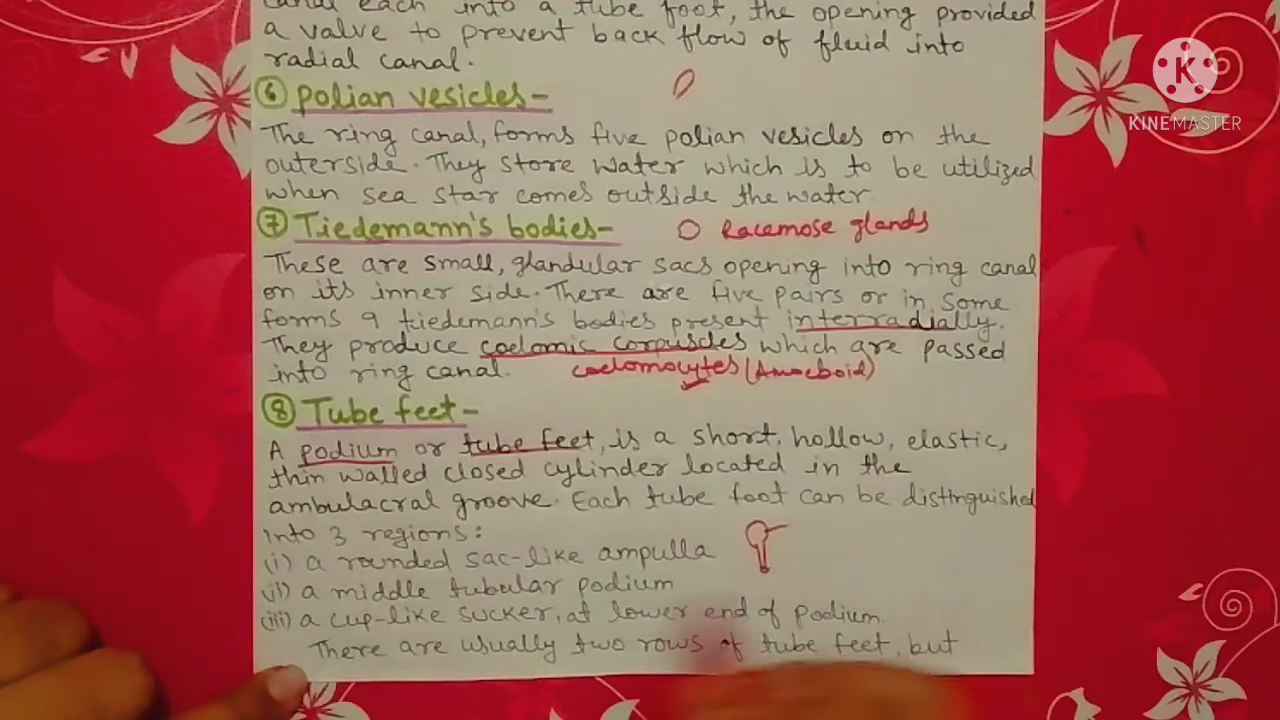 canal each into a tube foot, the opening provided
a valve to prevent back flow of fluid into
radial canal.
⑥ polian vesicles-
The ring canal, forms five polian vesicles on the
outerside. They store water which is to be utilized
when sea star comes outside the water.
⑦ Tiedemann's bodies- Racemose glands
These are small, glandular sacs opening into ring canal
on its inner side. There are five pairs or in some
forms 9 tiedemann's bodies present interradially.
They produce coelomic corpuscles which are passed
into ring canal. coelomocytes (Amoeboid)
⑧ Tube feet-
A podium or tube feet, is a short, hollow, elastic,
thin walled closed cylinder located in the
ambulacral groove. Each tube foot can be distinguished
into 3 regions:
(i) a rounded sac-like ampulla
(ii) a middle tubular podium
(iii) a cup-like sucker, at lower end of podium.
There are usually two rows of tube feet, but
K
KINEMASTER